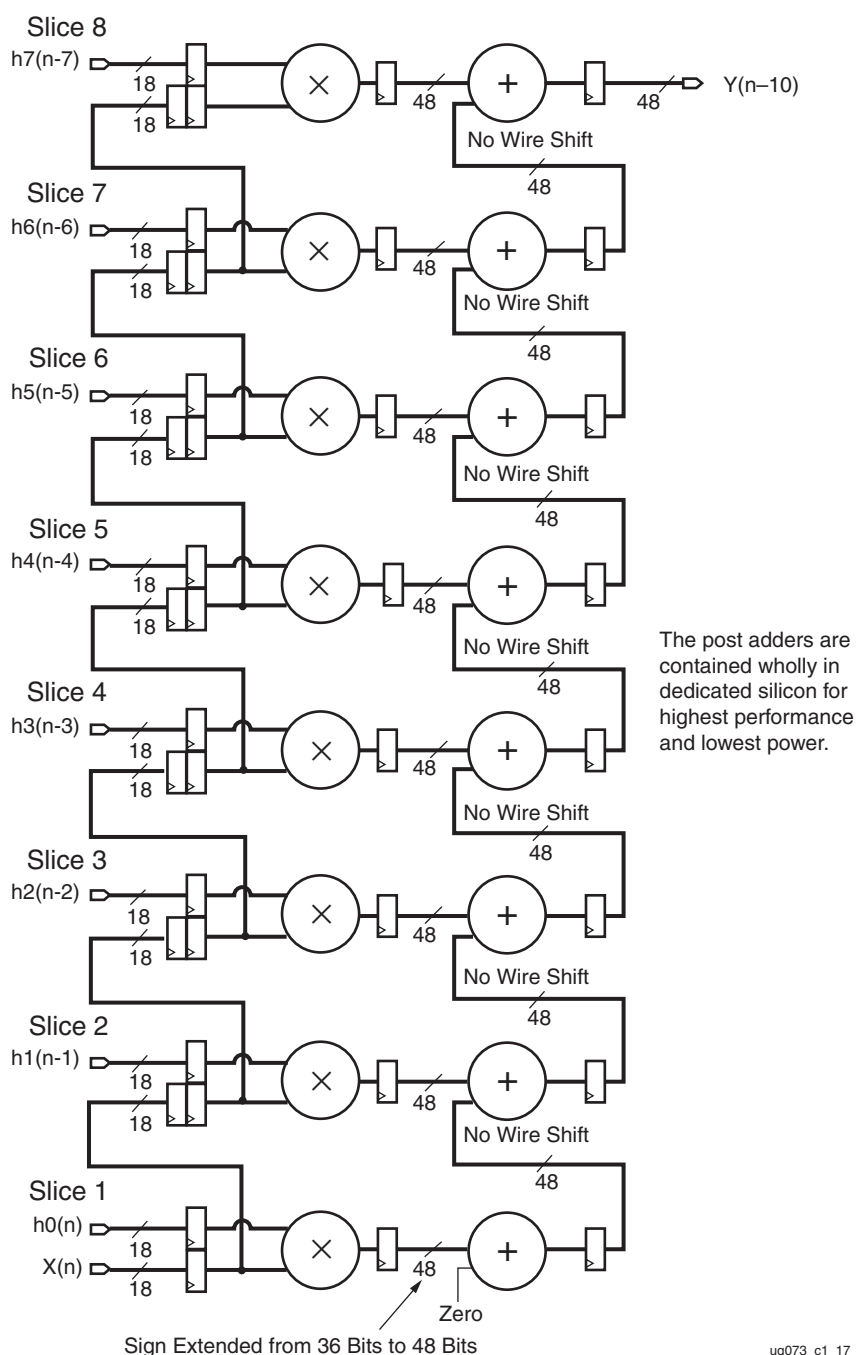 Slice 8
h7(n-7)
18
18
×
48
+
48
Y(n–10)
No Wire Shift
48
Slice 7
h6(n-6)
18
18
×
48
+
No Wire Shift
48
Slice 6
h5(n-5)
18
18
×
48
+
No Wire Shift
48
Slice 5
h4(n-4)
18
18
×
48
+
No Wire Shift
48
The post adders are
contained wholly in
dedicated silicon for
highest performance
and lowest power.
Slice 4
h3(n-3)
18
18
×
48
+
No Wire Shift
48
Slice 3
h2(n-2)
18
18
×
48
+
No Wire Shift
48
Slice 2
h1(n-1)
18
18
×
48
+
No Wire Shift
48
Slice 1
h0(n)
18
X(n)
18
×
48
+
Zero
Sign Extended from 36 Bits to 48 Bits
ug073_c1_17